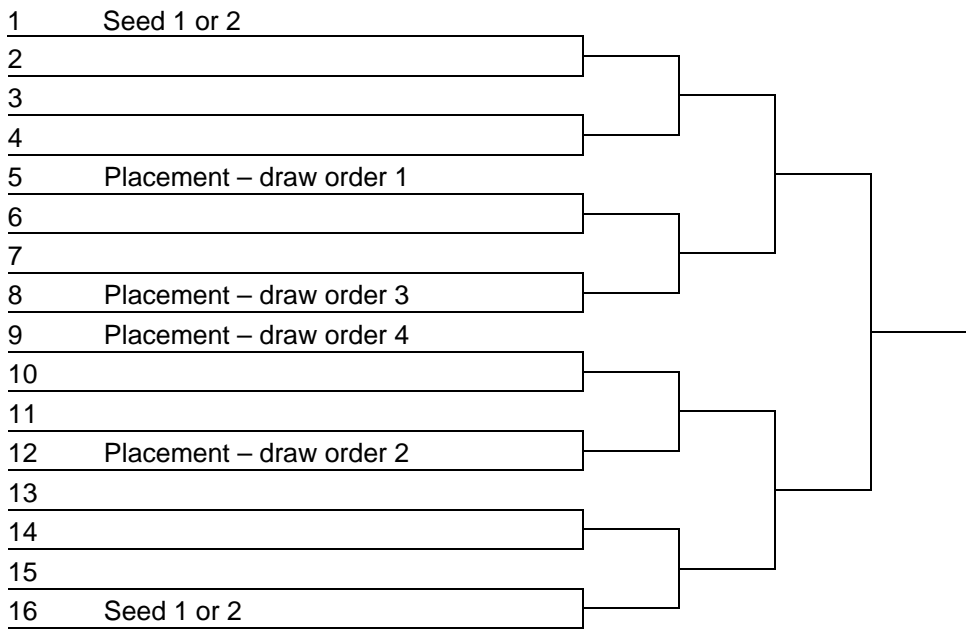 1 Seed 1 or 2
2
3
4
5 Placement – draw order 1
6
7
8 Placement – draw order 3
9 Placement – draw order 4
10
11
12 Placement – draw order 2
13
14
15
16 Seed 1 or 2